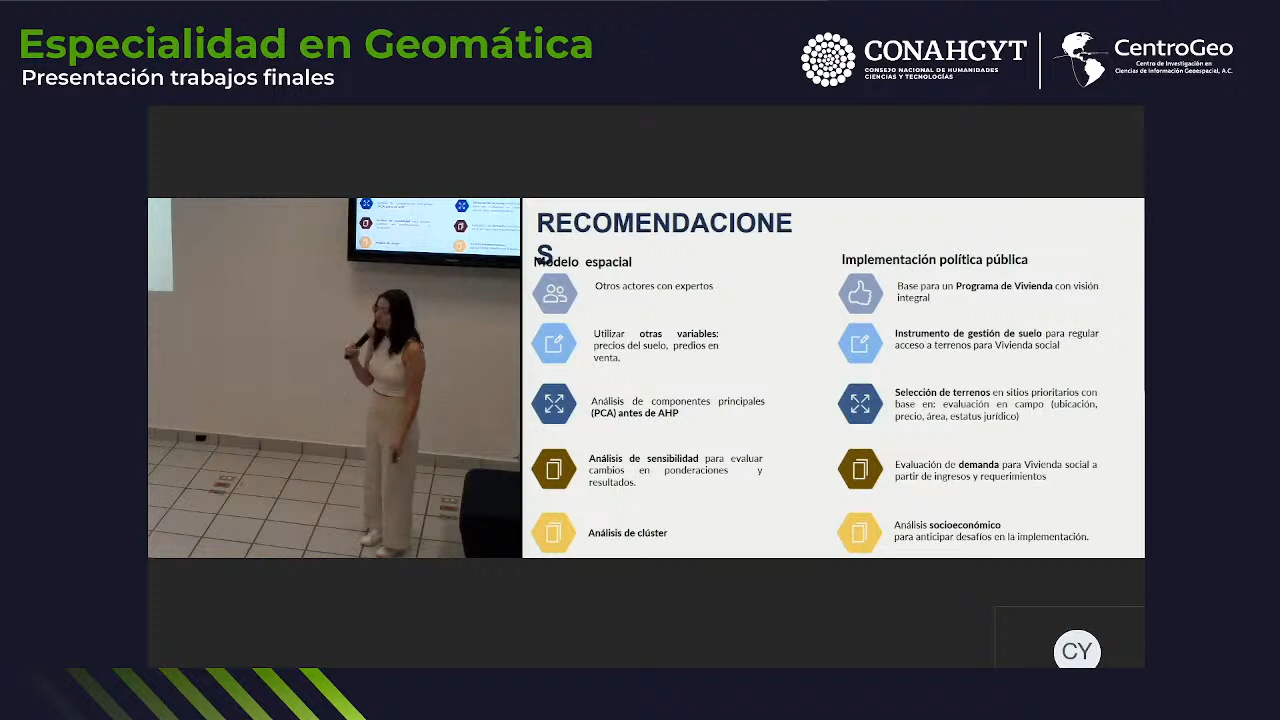 Especialidad en Geomática
Presentación trabajos finales
CONAHCYT
CONSEJO NACIONAL DE HUMANIDADES
CIENCIAS Y TECNOLOGÍAS
CentroGeo
Centro de Investigación en
Ciencias de Información Geoespacial, A.C.
RECOMENDACIONE
S
Modelo espacial
Otros actores con expertos
Utilizar otras variables:
precios del suelo, predios en
venta.
Análisis de componentes principales
(PCA) antes de AHP
Análisis de sensibilidad para evaluar
cambios en ponderaciones y
resultados.
Análisis de clúster
Implementación política pública
Base para un Programa de Vivienda con visión
integral
Instrumento de gestión de suelo para regular
acceso a terrenos para Vivienda social
Selección de terrenos en sitios prioritarios con
base en: evaluación en campo (ubicación,
precio, área, estatus jurídico)
Evaluación de demanda para Vivienda social a
partir de ingresos y requerimientos
Análisis socioeconómico
para anticipar desafíos en la implementación.
CY